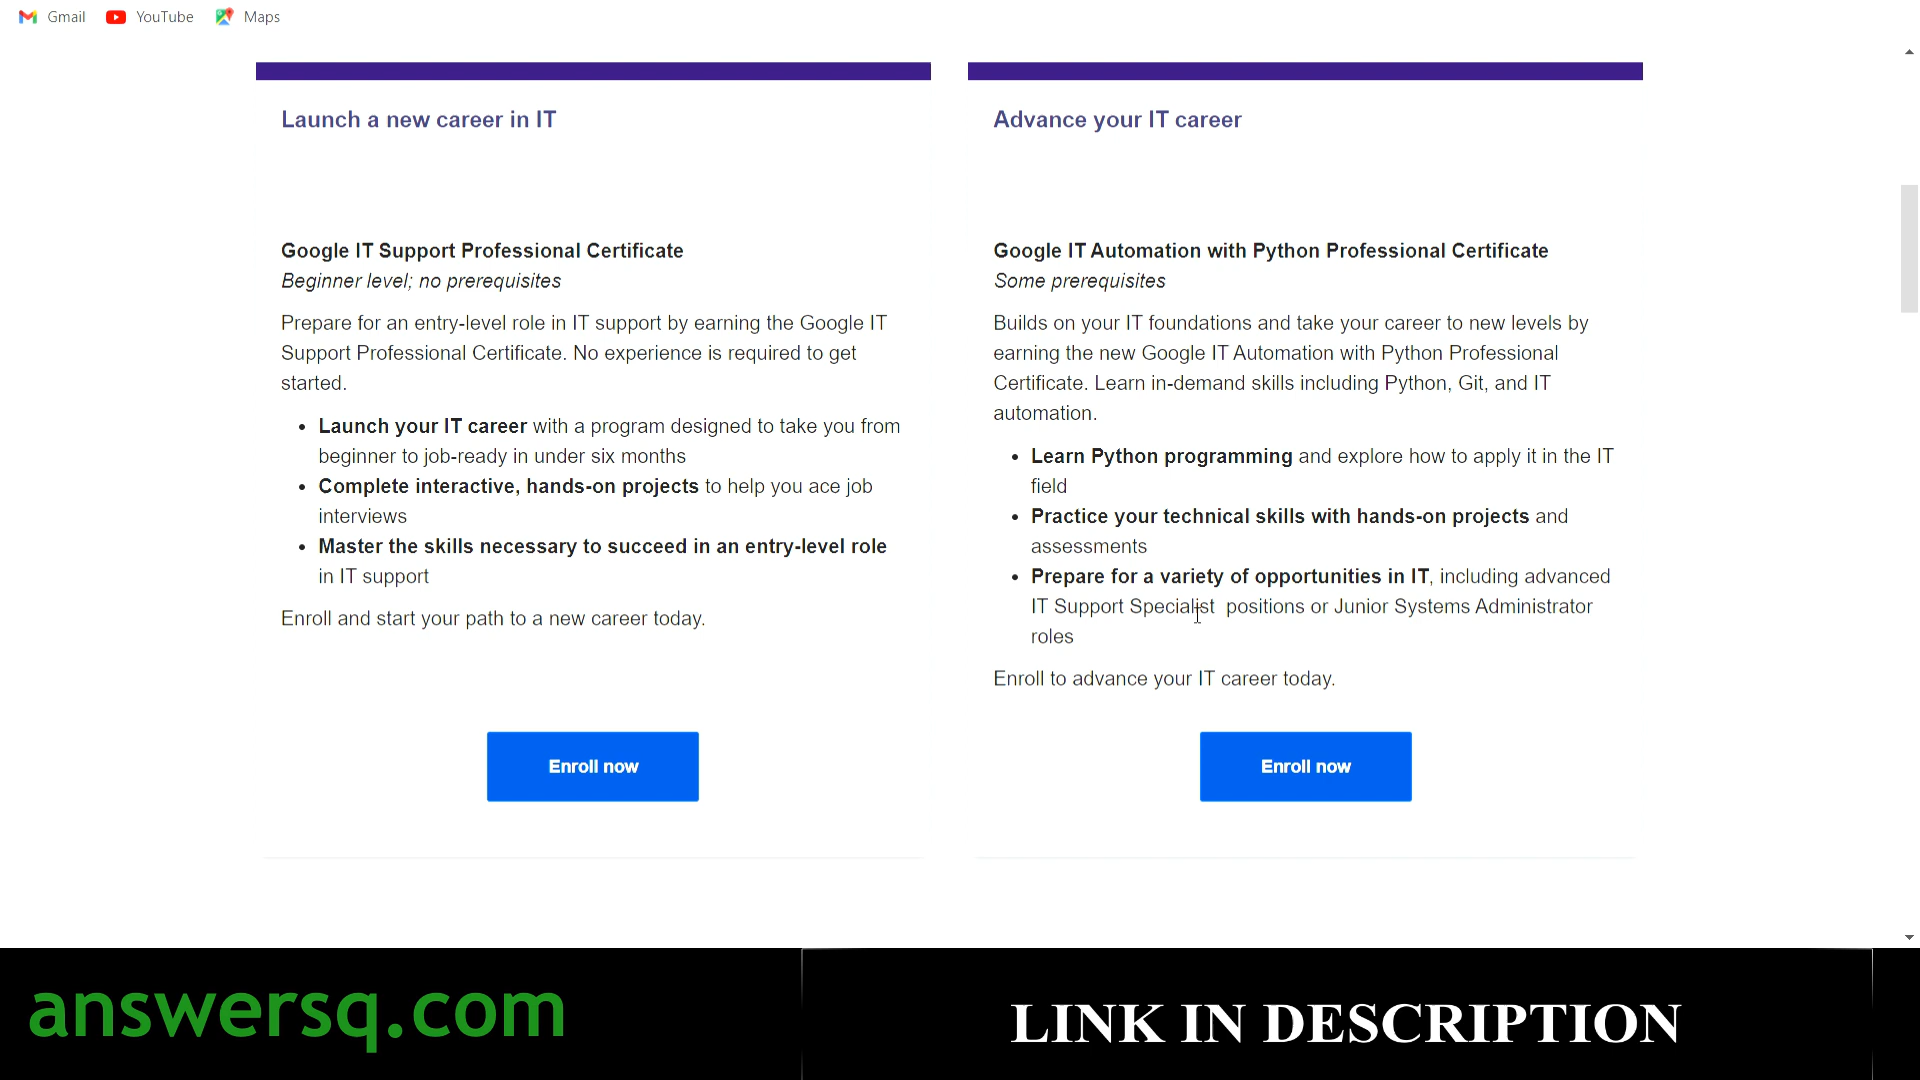 Gmail YouTube Maps
Launch a new career in IT
Google IT Support Professional Certificate
Beginner level; no prerequisites
Prepare for an entry-level role in IT support by earning the Google IT
Support Professional Certificate. No experience is required to get
started.
• Launch your IT career with a program designed to take you from
beginner to job-ready in under six months
• Complete interactive, hands-on projects to help you ace job
interviews
• Master the skills necessary to succeed in an entry-level role
in IT support
Enroll and start your path to a new career today.
Enroll now
Advance your IT career
Google IT Automation with Python Professional Certificate
Some prerequisites
Builds on your IT foundations and take your career to new levels by
earning the new Google IT Automation with Python Professional
Certificate. Learn in-demand skills including Python, Git, and IT
automation.
• Learn Python programming and explore how to apply it in the IT
field
• Practice your technical skills with hands-on projects and
assessments
• Prepare for a variety of opportunities in IT, including advanced
IT Support Specialist positions or Junior Systems Administrator
roles
Enroll to advance your IT career today.
Enroll now
answersq.com
LINK IN DESCRIPTION